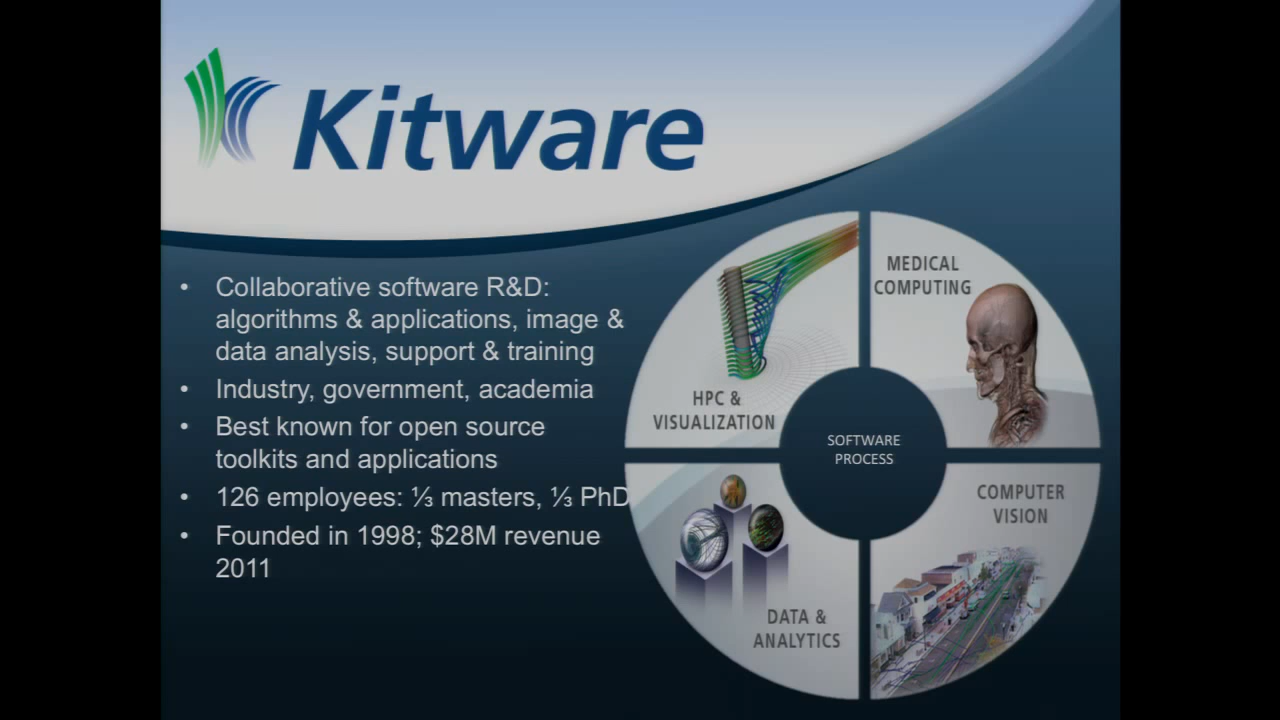 Kitware
• Collaborative software R&D:
algorithms & applications, image &
data analysis, support & training
• Industry, government, academia
• Best known for open source
toolkits and applications
• 126 employees: ⅓ masters, ⅓ PhD
• Founded in 1998; $28M revenue
2011
HPC &
VISUALIZATION
MEDICAL
COMPUTING
SOFTWARE
PROCESS
DATA &
ANALYTICS
COMPUTER
VISION